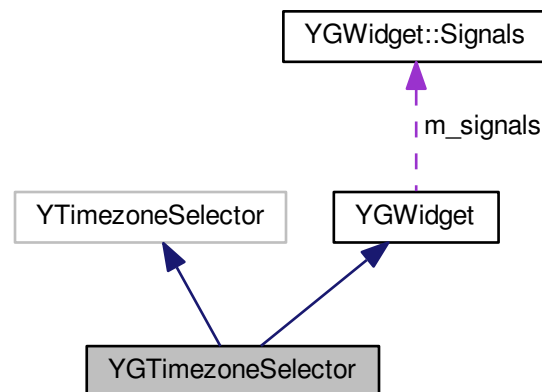 YGWidget::Signals
m_signals
YTimezoneSelector
YGWidget
YGTimezoneSelector